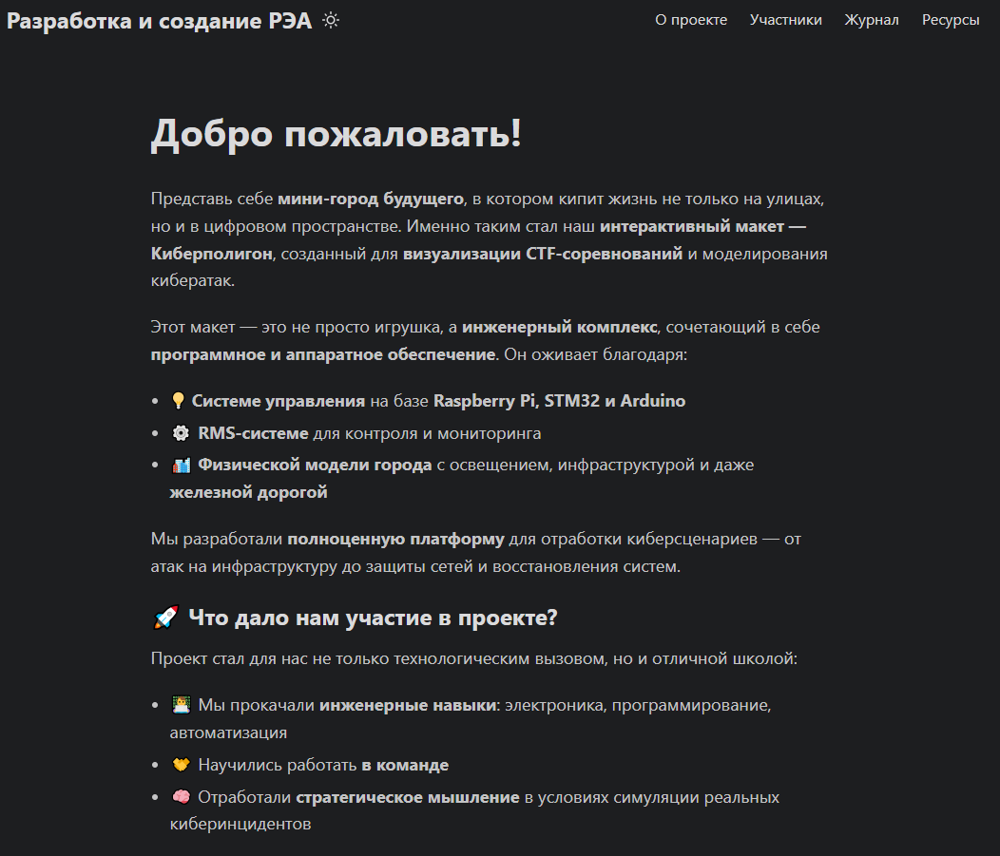 Разработка и создание РЭА
О проекте Участники Журнал Ресурсы
Добро пожаловать!
Представь себе мини-город будущего, в котором кипит жизнь не только на улицах,
но и в цифровом пространстве. Именно таким стал наш интерактивный макет —
Киберполигон, созданный для визуализации CTF-соревнований и моделирования
кибератак.
Этот макет — это не просто игрушка, а инженерный комплекс, сочетающий в себе
программное и аппаратное обеспечение. Он оживает благодаря:
• 💡 Системе управления на базе Raspberry Pi, STM32 и Arduino
• ⚙️ RMS-системе для контроля и мониторинга
• 🏙️ Физической модели города с освещением, инфраструктурой и даже
железной дорогой
Мы разработали полноценную платформу для отработки киберсценариев — от
атак на инфраструктуру до защиты сетей и восстановления систем.
🚀 Что дало нам участие в проекте?
Проект стал для нас не только технологическим вызовом, но и отличной школой:
• 👨‍💻 Мы прокачали инженерные навыки: электроника, программирование,
автоматизация
• 🤝 Научились работать в команде
• 🧠 Отработали стратегическое мышление в условиях симуляции реальных
киберинцидентов